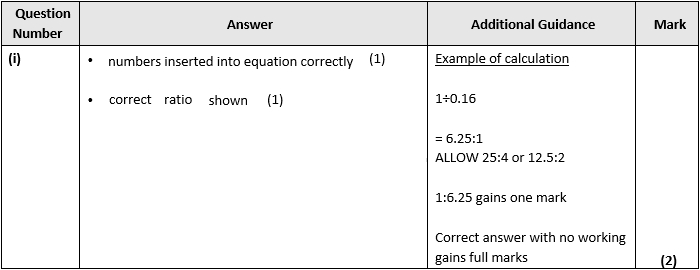 Question
Number
Answer
Additional Guidance
Mark
(i)
• numbers inserted into equation correctly (1)
• correct ratio shown (1)
Example of calculation
1÷0.16
= 6.25:1
ALLOW 25:4 or 12.5:2
1:6.25 gains one mark
Correct answer with no working
gains full marks
(2)